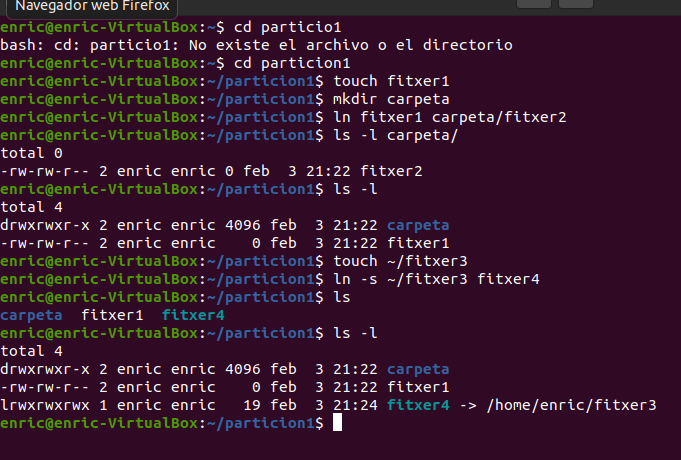 Navegador web Firefox
enric@enric-VirtualBox:~$ cd particio1
bash: cd: particio1: No existe el archivo o el directorio
enric@enric-VirtualBox:~$ cd particion1
enric@enric-VirtualBox:~/particion1$ touch fitxer1
enric@enric-VirtualBox:~/particion1$ mkdir carpeta
enric@enric-VirtualBox:~/particion1$ ln fitxer1 carpeta/fitxer2
enric@enric-VirtualBox:~/particion1$ ls -l carpeta/
total 0
-rw-rw-r-- 2 enric enric 0 feb  3 21:22 fitxer2
enric@enric-VirtualBox:~/particion1$ ls -l
total 4
drwxrwxr-x 2 enric enric 4096 feb  3 21:22 carpeta
-rw-rw-r-- 2 enric enric    0 feb  3 21:22 fitxer1
enric@enric-VirtualBox:~/particion1$ touch ~/fitxer3
enric@enric-VirtualBox:~/particion1$ ln -s ~/fitxer3 fitxer4
enric@enric-VirtualBox:~/particion1$ ls
carpeta  fitxer1  fitxer4
enric@enric-VirtualBox:~/particion1$ ls -l
total 4
drwxrwxr-x 2 enric enric 4096 feb  3 21:22 carpeta
-rw-rw-r-- 2 enric enric    0 feb  3 21:22 fitxer1
lrwxrwxrwx 1 enric enric   19 feb  3 21:24 fitxer4 -> /home/enric/fitxer3
enric@enric-VirtualBox:~/particion1$